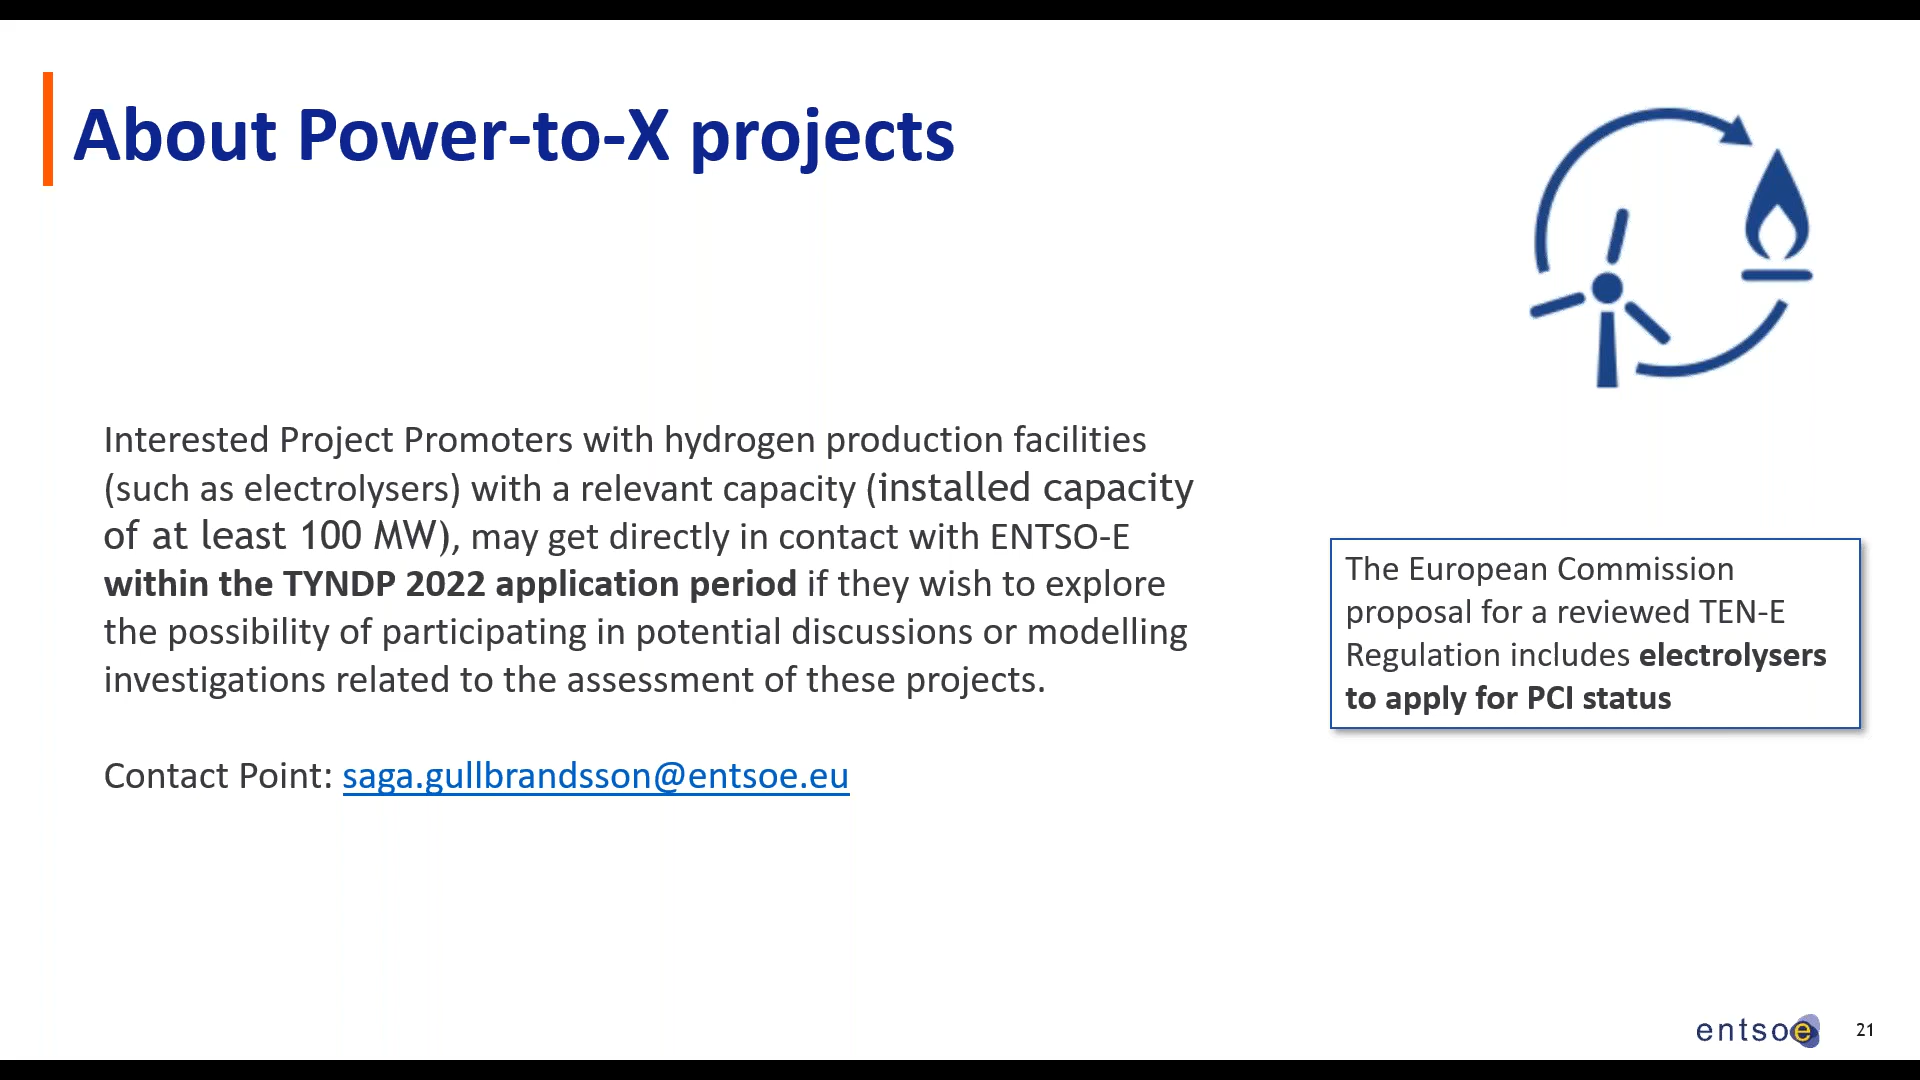 About Power-to-X projects
Interested Project Promoters with hydrogen production facilities
(such as electrolysers) with a relevant capacity (installed capacity
of at least 100 MW), may get directly in contact with ENTSO-E
within the TYNDP 2022 application period if they wish to explore
the possibility of participating in potential discussions or modelling
investigations related to the assessment of these projects.
Contact Point: saga.gullbrandsson@entsoe.eu
The European Commission
proposal for a reviewed TEN-E
Regulation includes electrolysers
to apply for PCI status
entsoe
21